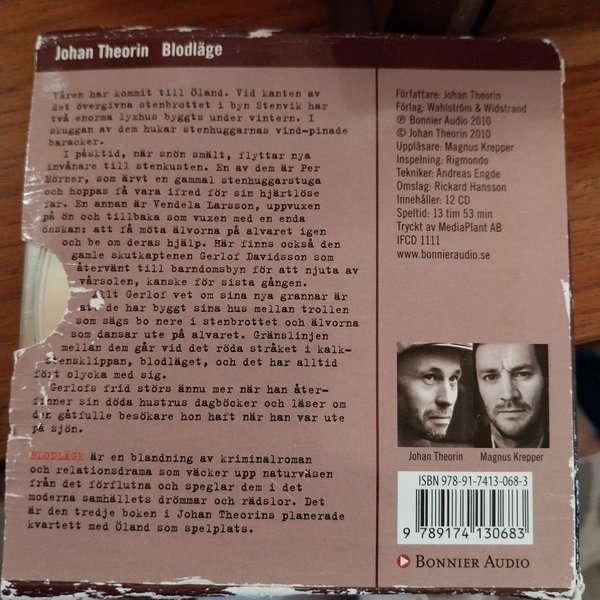 Johan Theorin Blodläge
Våren har kommit till Öland. Vid kanten av
det övergivna stenbrottet i byn Stenvik har
två enorma lyxhus byggts under vintern. I
skuggan av dem hukar stenhuggarnas vind-pinade
baracker.
I påsktid, när snön smält, flyttar nya
invånare till stenkusten. En av dem är Per
Mörner, som ärvt en gammal stenhuggarstuga
och hoppas få vara ifred för sin hjärtlöse
far. En annan är Vendela Larsson, uppvuxen
på ön och tillbaka som vuxen med en enda
önskan: att få möta älvorna på alvaret igen
och be om deras hjälp. Här finns också den
gamle skutkaptenen Gerlof Davidsson som
återvänt till barndomsbyn för att njuta av
vårsolen, kanske för sista gången.
Allt Gerlof vet om sina nya grannar är
att de har byggt sina hus mellan trollen
som sägs bo nere i stenbrottet och älvorna
som dansar ute på alvaret. Gränslinjen
mellan dem går vid det röda stråket i kalk-
stensklippan, blodläget, och det har alltid
fört olycka med sig.
Gerlofs frid störs ännu mer när han åter-
finner sin döda hustrus dagböcker och läser om
den gåtfulle besökare hon haft när han var ute
på sjön.
BLODLÄGE är en blandning av kriminalroman
och relationsdrama som väcker upp naturväsen
från det förflutna och speglar dem i det
moderna samhällets drömmar och rädslor. Det
är den tredje boken i Johan Theorins planerade
kvartett med Öland som spelplats.
Författare: Johan Theorin
Förlag: Wahlström & Widstrand
℗ Bonnier Audio 2010
© Johan Theorin 2010
Uppläsare: Magnus Krepper
Inspelning: Rigmondo
Tekniker: Andreas Engde
Omslag: Rickard Hansson
Innehåller: 12 CD
Speltid: 13 tim 53 min
Tryckt av MediaPlant AB
IFCD 1111
www.bonnieraudio.se
Johan Theorin Magnus Krepper
ISBN 978-91-7413-068-3
9 789174 130683
BONNIER AUDIO